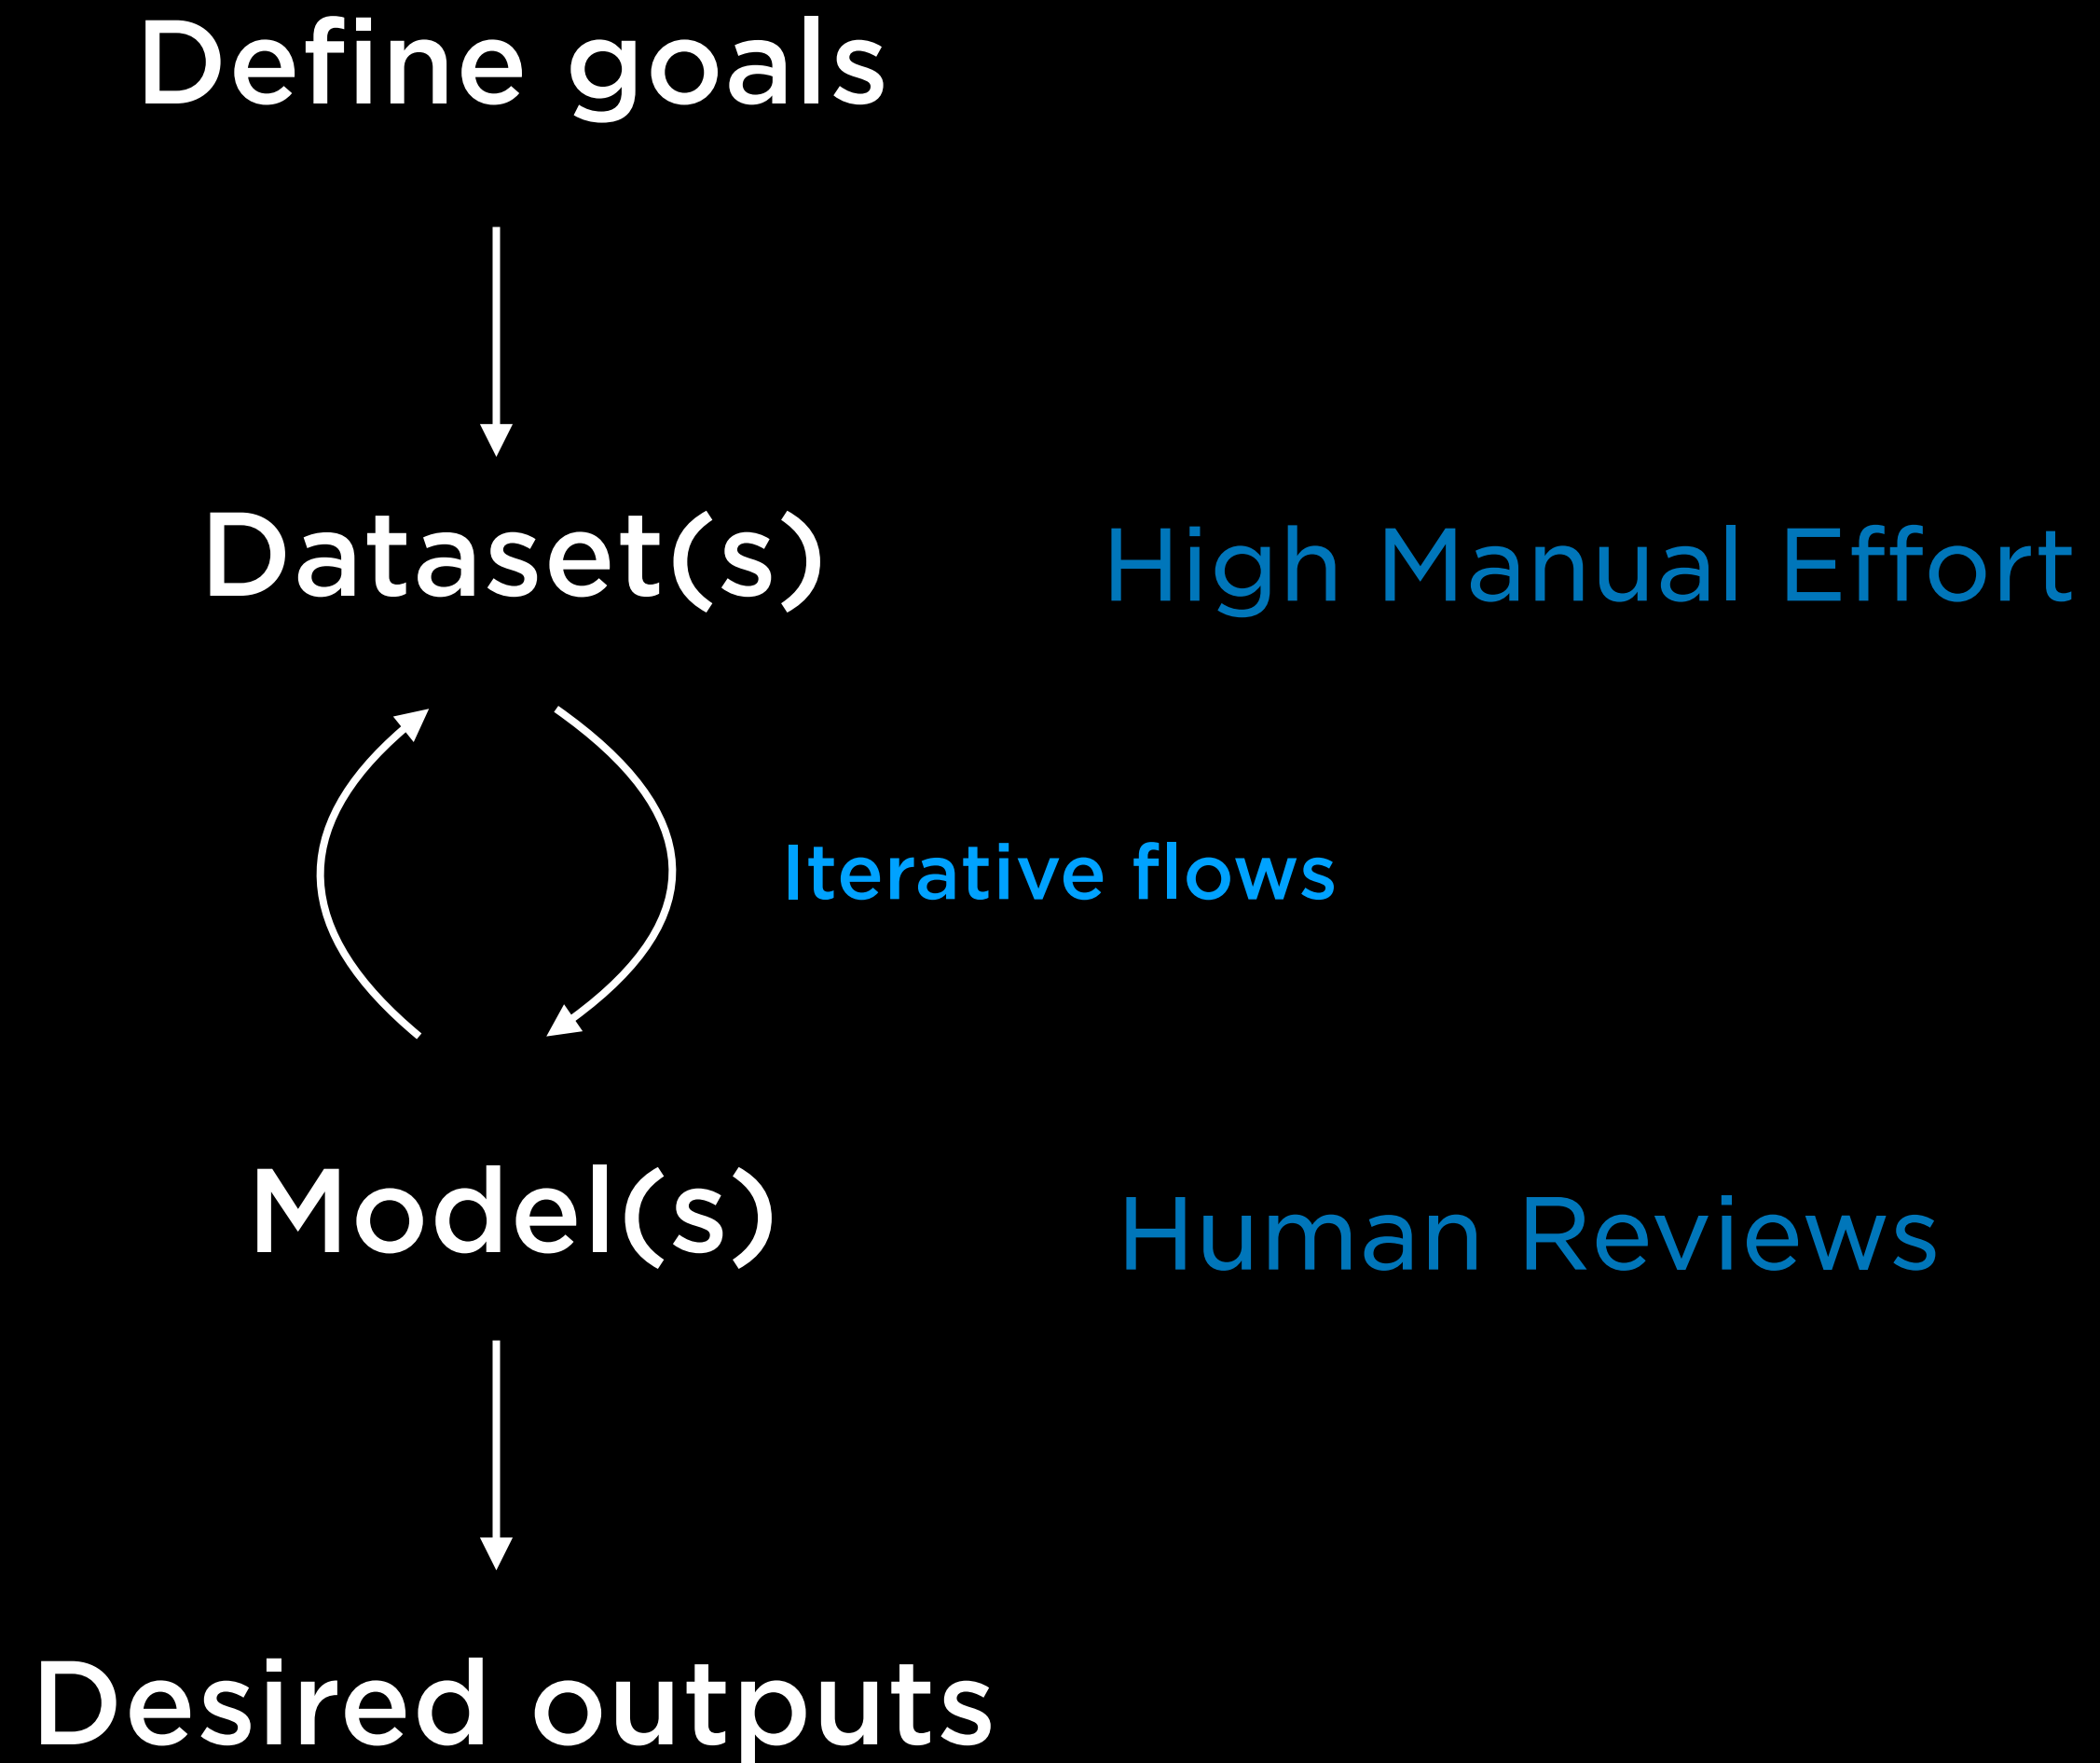 Define goals
Dataset(s)
High Manual Effort
Iterative flows
Model(s)
Human Reviews
Desired outputs